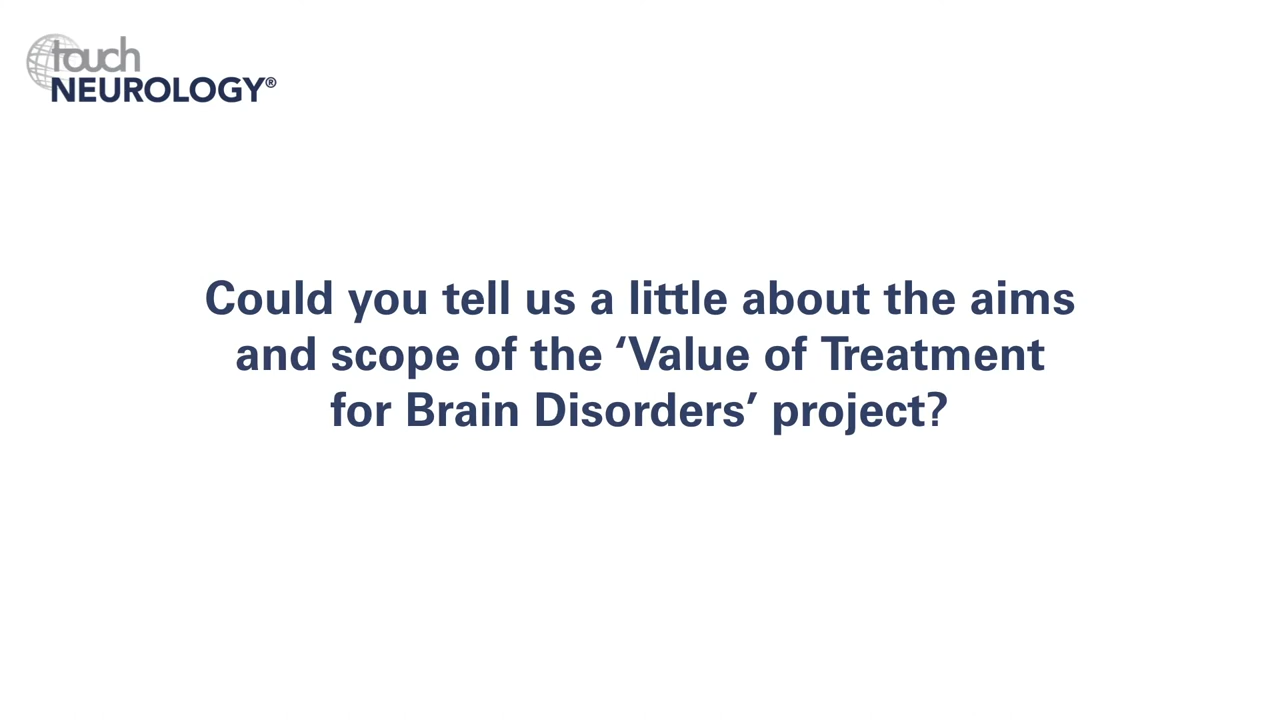 touch
NEUROLOGY®
Could you tell us a little about the aims
and scope of the ‘Value of Treatment
for Brain Disorders’ project?